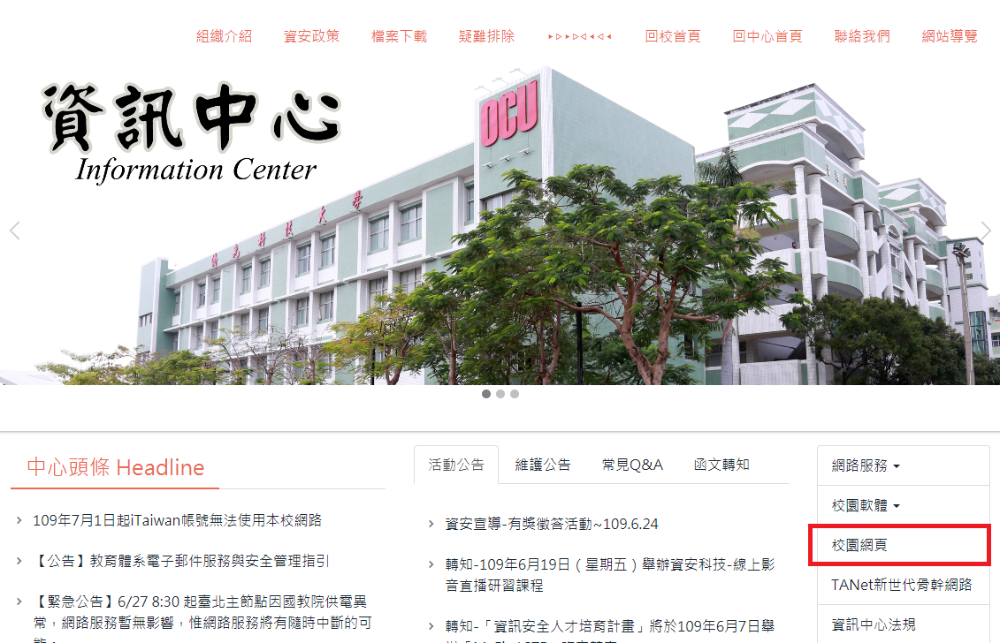 組織介紹 資安政策 檔案下載 疑難排除 ▸▹▸▹◃◂◃◂ 回校首頁 回中心首頁 聯絡我們 網站導覽
資訊中心
Information Center
OCU
僑光科技大學
中心頭條 Headline
109年7月1日起iTaiwan帳號無法使用本校網路
【公告】教育體系電子郵件服務與安全管理指引
【緊急公告】6/27 8:30 起臺北主節點因國教院供電異
常，網路服務暫無影響，惟網路服務將有隨時中斷的可
能，
活動公告 維護公告 常見Q&A 函文轉知
資安宣導-有獎徵答活動~109.6.24
轉知-109年6月19日（星期五）舉辦資安科技-線上影
音直播研習課程
轉知-「資訊安全人才培育計畫」將於109年6月7日舉
網路服務
校園軟體
校園網頁
TANet新世代骨幹網路
資訊中心法規